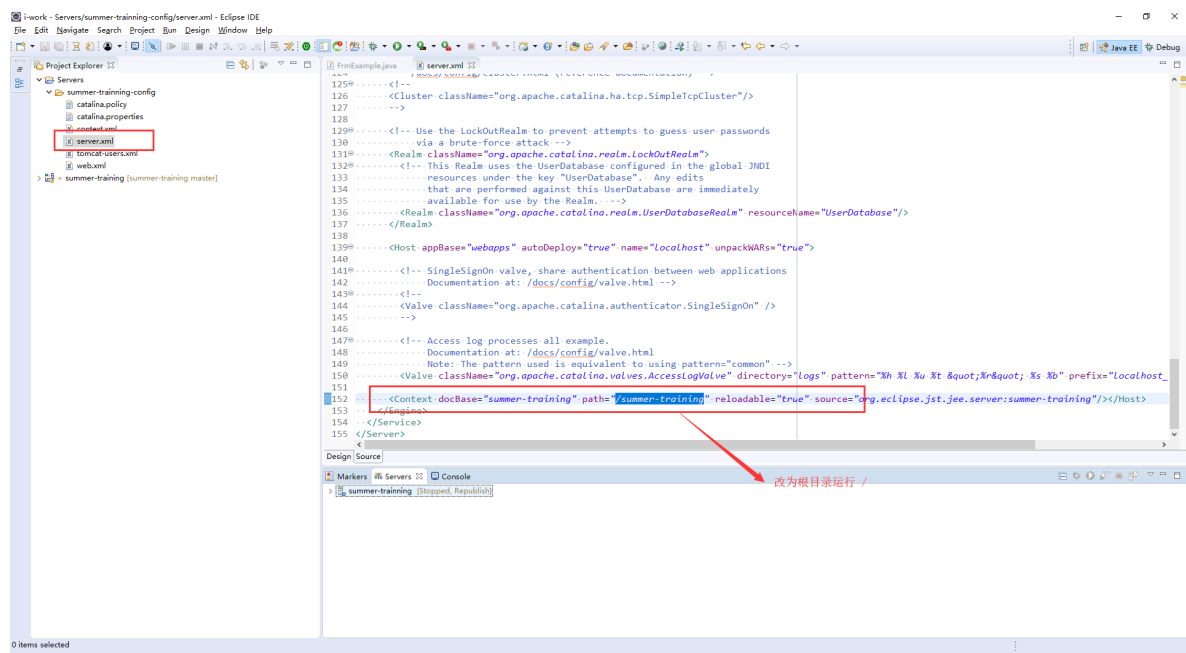 i-work - Servers/summer-trainning-config/server.xml - Eclipse IDE
File Edit Navigate Search Project Run Design Window Help
Java EE Debug
Project Explorer
FrmExample.java server.xml
Servers
summer-trainning-config
catalina.policy
catalina.properties
context.xml
server.xml
tomcat-users.xml
web.xml
> summer-training [summer-training master]
124 /docs/config/cluster.html (reference documentation) -->
125 <!--
126 <Cluster className="org.apache.catalina.ha.tcp.SimpleTcpCluster"/>
127 -->
128
129 <!-- Use the LockOutRealm to prevent attempts to guess user passwords
130 via a brute-force attack -->
131 <Realm className="org.apache.catalina.realm.LockOutRealm">
132 <!-- This Realm uses the UserDatabase configured in the global JNDI
133 resources under the key "UserDatabase". Any edits
134 that are performed against this UserDatabase are immediately
135 available for use by the Realm. -->
136 <Realm className="org.apache.catalina.realm.UserDatabaseRealm" resourceName="UserDatabase"/>
137 </Realm>
138
139 <Host appBase="webapps" autoDeploy="true" name="localhost" unpackWARs="true">
140
141 <!-- SingleSignOn valve, share authentication between web applications
142 Documentation at: /docs/config/valve.html -->
143 <!--
144 <Valve className="org.apache.catalina.authenticator.SingleSignOn" />
145 -->
146
147 <!-- Access log processes all example.
148 Documentation at: /docs/config/valve.html
149 Note: The pattern used is equivalent to using pattern="common" -->
150 <Valve className="org.apache.catalina.valves.AccessLogValve" directory="logs" pattern="%h %l %u %t &quot;%r&quot; %s %b" prefix="localhost_
151
152 <Context docBase="summer-training" path="/summer-training" reloadable="true" source="org.eclipse.jst.jee.server:summer-training"/></Host>
153 </Engine>
154 </Service>
155 </Server>
Design Source
Markers Servers Console
summer-trainning [Stopped, Republish]
改为根目录运行 /
0 items selected